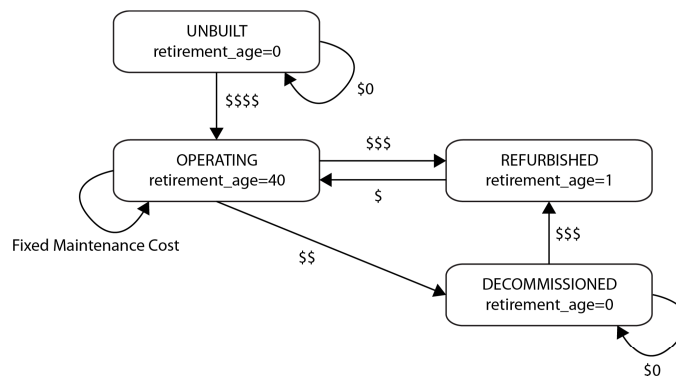 UNBUILT
retirement_age=0
$0
$$$$
OPERATING
retirement_age=40
$$$
$
REFURBISHED
retirement_age=1
Fixed Maintenance Cost
$$
$$$
DECOMMISSIONED
retirement_age=0
$0